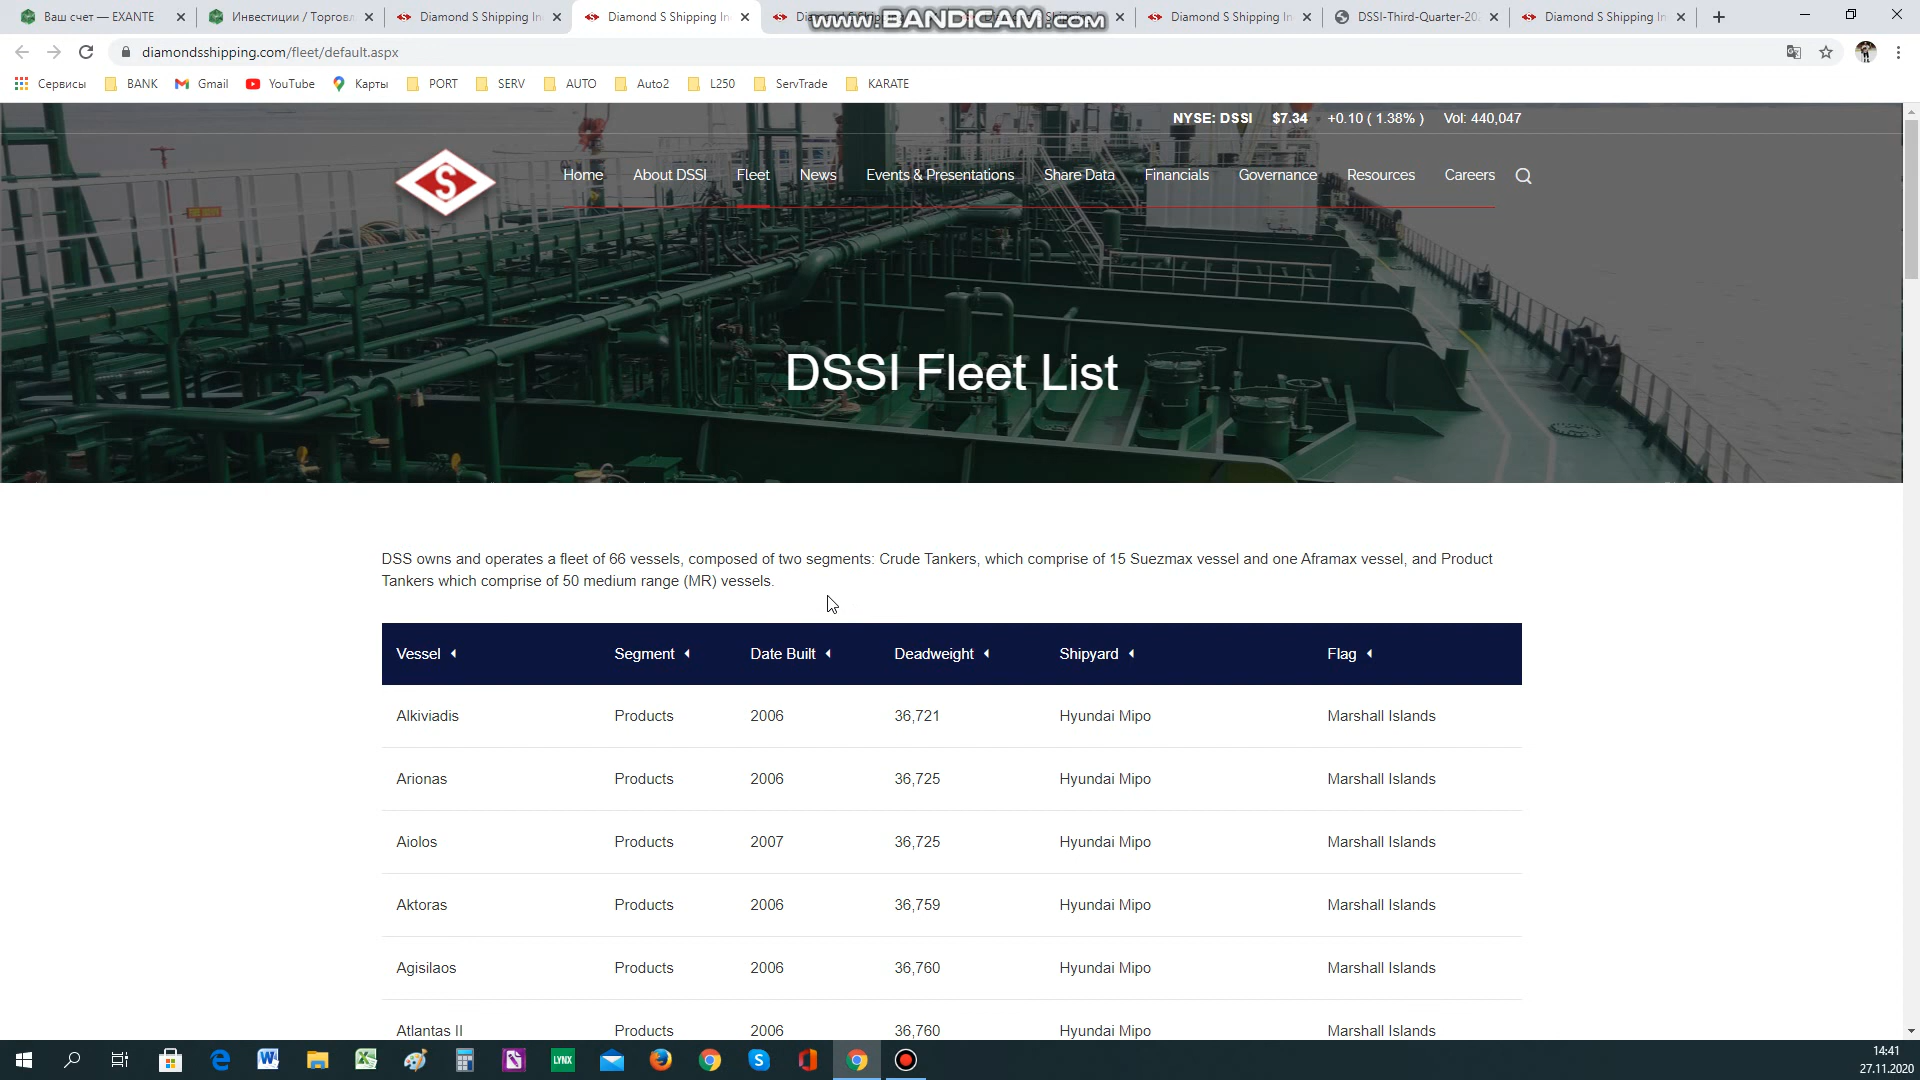 Ваш счет — EXANTE
Инвестиции / Торговл
Diamond S Shipping In
Diamond S Shipping In
www.BANDICAM.com
Diamond S Shipping In
DSSI-Third-Quarter-20
Diamond S Shipping In
diamondsshipping.com/fleet/default.aspx
Сервисы BANK Gmail YouTube Карты PORT SERV AUTO Auto2 L250 ServTrade KARATE
NYSE: DSSI $7.34 +0.10 ( 1.38% ) Vol: 440,047
S
Home About DSSI Fleet News Events & Presentations Share Data Financials Governance Resources Careers
DSSI Fleet List
DSS owns and operates a fleet of 66 vessels, composed of two segments: Crude Tankers, which comprise of 15 Suezmax vessel and one Aframax vessel, and Product
Tankers which comprise of 50 medium range (MR) vessels.
Vessel Segment Date Built Deadweight Shipyard Flag
Alkiviadis Products 2006 36,721 Hyundai Mipo Marshall Islands
Arionas Products 2006 36,725 Hyundai Mipo Marshall Islands
Aiolos Products 2007 36,725 Hyundai Mipo Marshall Islands
Aktoras Products 2006 36,759 Hyundai Mipo Marshall Islands
Agisilaos Products 2006 36,760 Hyundai Mipo Marshall Islands
Atlantas II Products 2006 36,760 Hyundai Mipo Marshall Islands
LYNX
14:41
27.11.2020